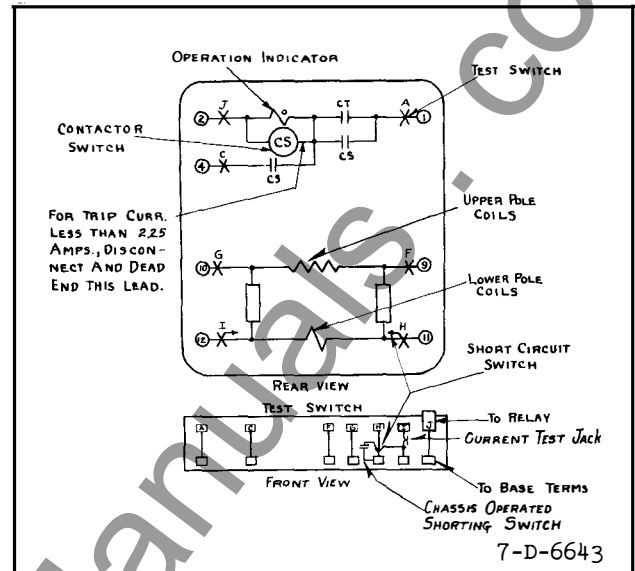 OPERATION INDICATOR
TEST SWITCH
2 J CT A 1
CONTACTOR
SWITCH
CS
CS
4 C
CS
FOR TRIP CURR.
LESS THAN 2.25
AMPS., DISCON-
NECT AND DEAD
END THIS LEAD.
UPPER POLE
COILS
10 G F 9
LOWER POLE
COILS
12 I H 11
SHORT CIRCUIT
SWITCH
REAR VIEW
TEST SWITCH
A C F G H I J
TO RELAY
CURRENT TEST JACK
FRONT VIEW
TO BASE TERMS
CHASSIS OPERATED
SHORTING SWITCH
7-D-6643